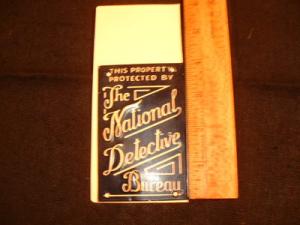 THIS PROPERTY
PROTECTED BY
The
National
Detective
Bureau